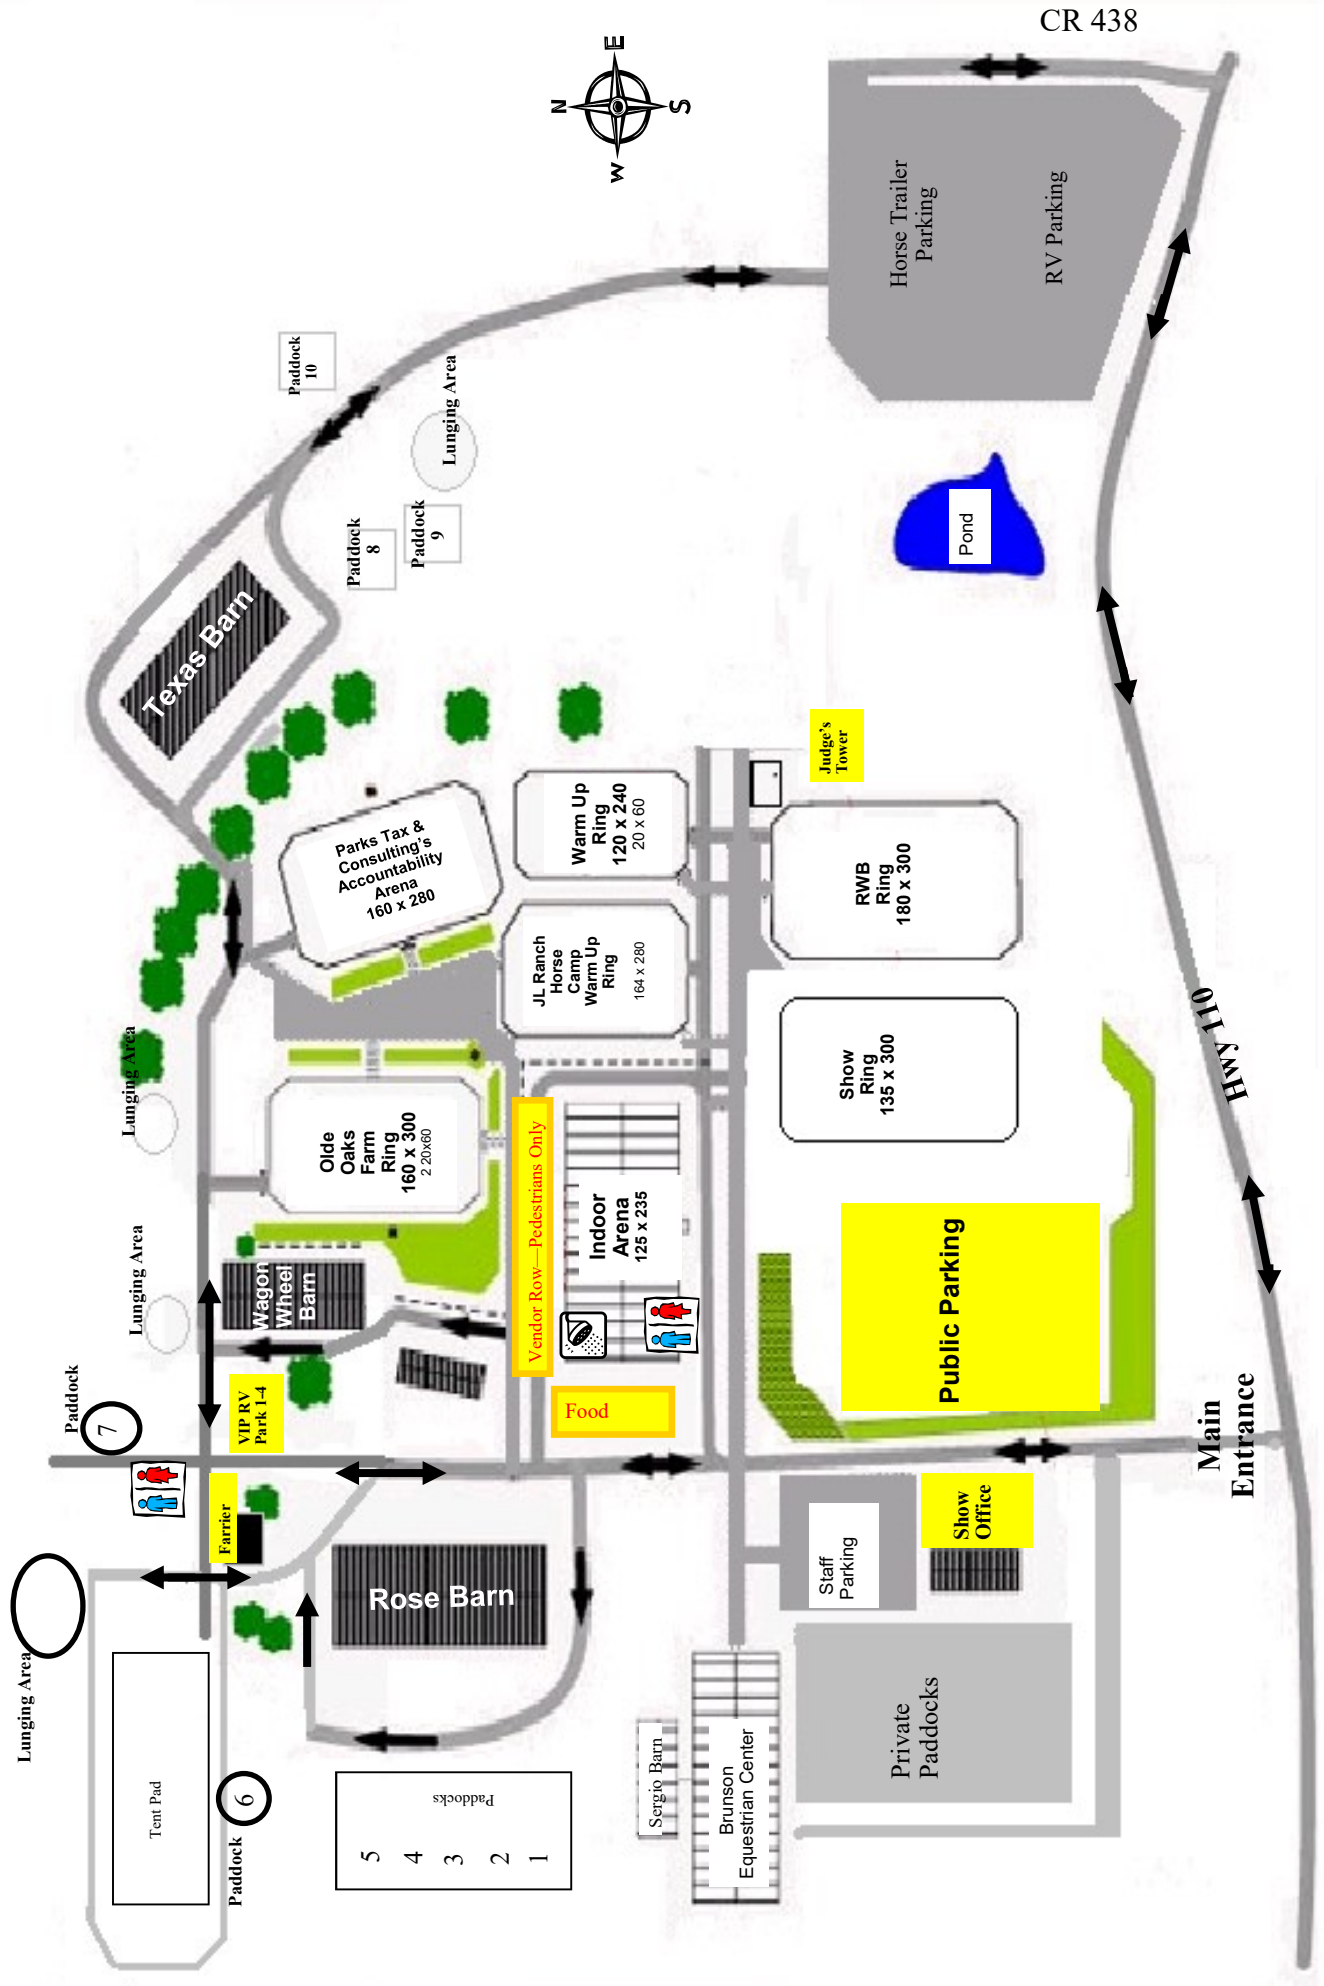 CR 438
E
N
S
W
Horse Trailer
Parking
RV Parking
Paddock
10
Lunging Area
Paddock
9
Paddock
8
Pond
Texas Barn
Judge's
Tower
Parks Tax &
Consulting's
Accountability
Arena
160 x 280
Warm Up
Ring
120 x 240
20 x 60
RWB
Ring
180 x 300
JL Ranch
Horse
Camp
Warm Up
Ring
164 x 280
Hwy 110
Show
Ring
135 x 300
Lunging Area
Olde
Oaks
Farm
Ring
160 x 300
2 20x60
Vendor Row—Pedestrians Only
Indoor
Arena
125 x 235
Public Parking
Lunging Area
Wagon
Wheel
Barn
Paddock
7
VIP RV
Park 1-4
Food
Main
Entrance
Farrier
Show
Office
Staff
Parking
Rose Barn
Lunging Area
Private
Paddocks
Sergio Barn
Brunson
Equestrian Center
Tent Pad
Paddock
6
Paddocks
5
4
3
2
1